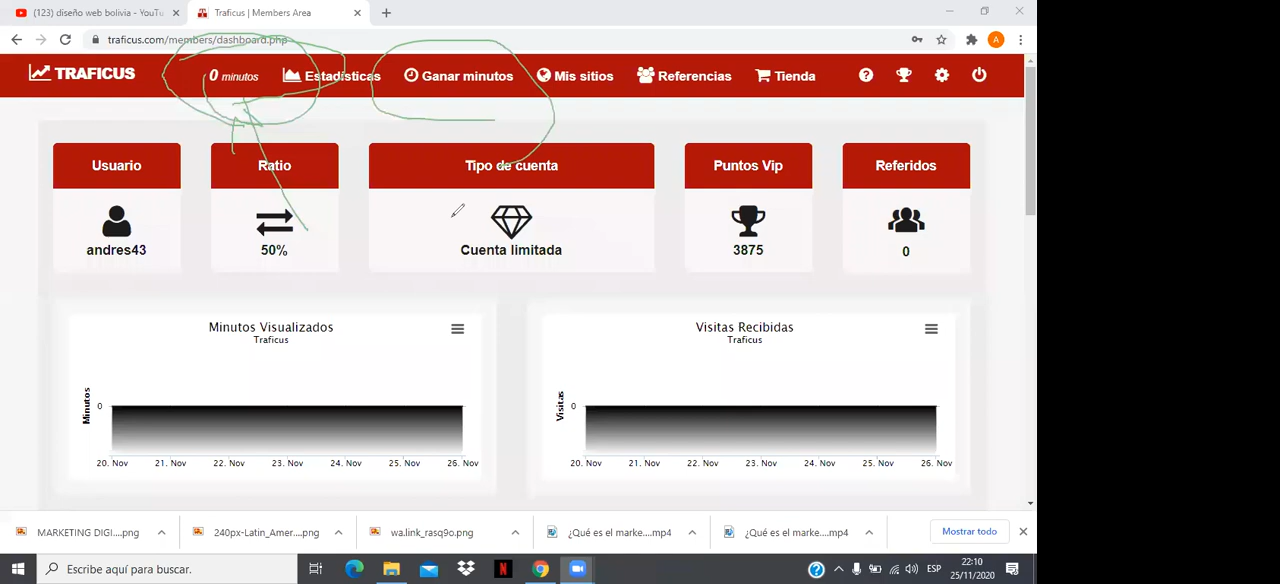 (123) diseño web bolivia - YouTu
Traficus | Members Area
traficus.com/members/dashboard.php
A
TRAFICUS
0 minutos
Estadísticas
Ganar minutos
Mis sitios
Referencias
Tienda
Usuario
Ratio
Tipo de cuenta
Puntos Vip
Referidos
andres43
50%
Cuenta limitada
3875
0
Minutos Visualizados
Traficus
Minutos
0
20. Nov 21. Nov 22. Nov 23. Nov 24. Nov 25. Nov 26. Nov
Visitas Recibidas
Traficus
Visitas
0
20. Nov 21. Nov 22. Nov 23. Nov 24. Nov 25. Nov 26. Nov
MARKETING DIGI....png
240px-Latin_Amer....png
wa.link_rasq9o.png
¿Qué es el marke....mp4
¿Qué es el marke....mp4
Mostrar todo
Escribe aquí para buscar.
ESP
22:10
25/11/2020